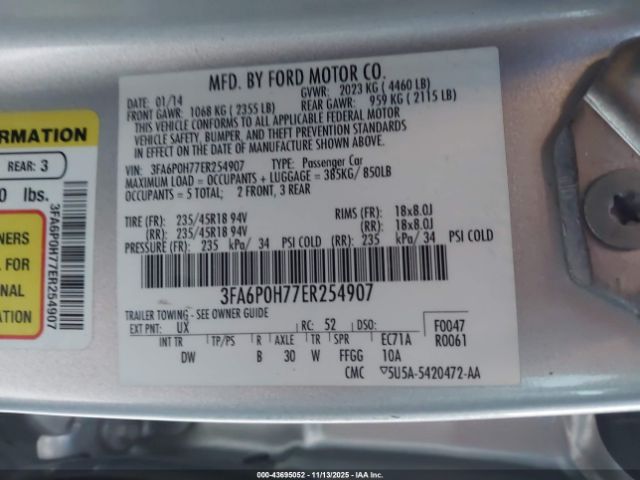 MFD. BY FORD MOTOR CO.
DATE: 01/14 GVWR: 2023 KG ( 4460 LB)
FRONT GAWR: 1068 KG ( 2355 LB) REAR GAWR: 959 KG ( 2115 LB)
THIS VEHICLE CONFORMS TO ALL APPLICABLE FEDERAL MOTOR
VEHICLE SAFETY, BUMPER, AND THEFT PREVENTION STANDARDS
IN EFFECT ON THE DATE OF MANUFACTURE SHOWN ABOVE.
VIN: 3FA6P0H77ER254907 TYPE: Passenger Car
MAXIMUM LOAD = OCCUPANTS + LUGGAGE = 385KG/ 850LB
OCCUPANTS = 5 TOTAL; 2 FRONT, 3 REAR
TIRE (FR): 235/45R18 94V RIMS (FR): 18x8.0J
(RR): 235/45R18 94V (RR): 18x8.0J
PRESSURE (FR): 235 kPa/ 34 PSI COLD (RR): 235 kPa/ 34 PSI COLD
3FA6P0H77ER254907
TRAILER TOWING - SEE OWNER GUIDE
EXT PNT: UX RC: 52 DSO: F0047
INT TR TP/PS R AXLE TR SPR EC71A R0061
DW B 30 W FFGG 10A
CMC ▽5U5A-5420472-AA
FORMATION
REAR: 3
0 lbs.
NERS
L FOR
ONAL
ATION
3FA6P0H77ER254907
000-43695052 | 11/13/2025 - IAA Inc.